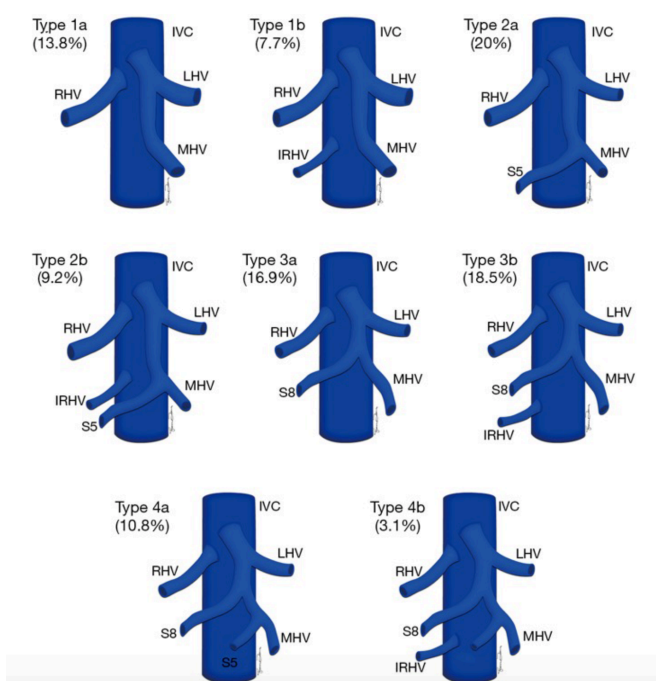 Type 1a
(13.8%)
IVC
RHV
LHV
MHV
Type 1b
(7.7%)
IVC
RHV
LHV
IRHV
MHV
Type 2a
(20%)
IVC
RHV
LHV
MHV
S5
Type 2b
(9.2%)
IVC
RHV
LHV
IRHV
MHV
S5
Type 3a
(16.9%)
IVC
RHV
LHV
S8
MHV
Type 3b
(18.5%)
IVC
RHV
LHV
S8
MHV
IRHV
Type 4a
(10.8%)
IVC
RHV
LHV
S8
MHV
S5
Type 4b
(3.1%)
IVC
RHV
LHV
S8
MHV
IRHV